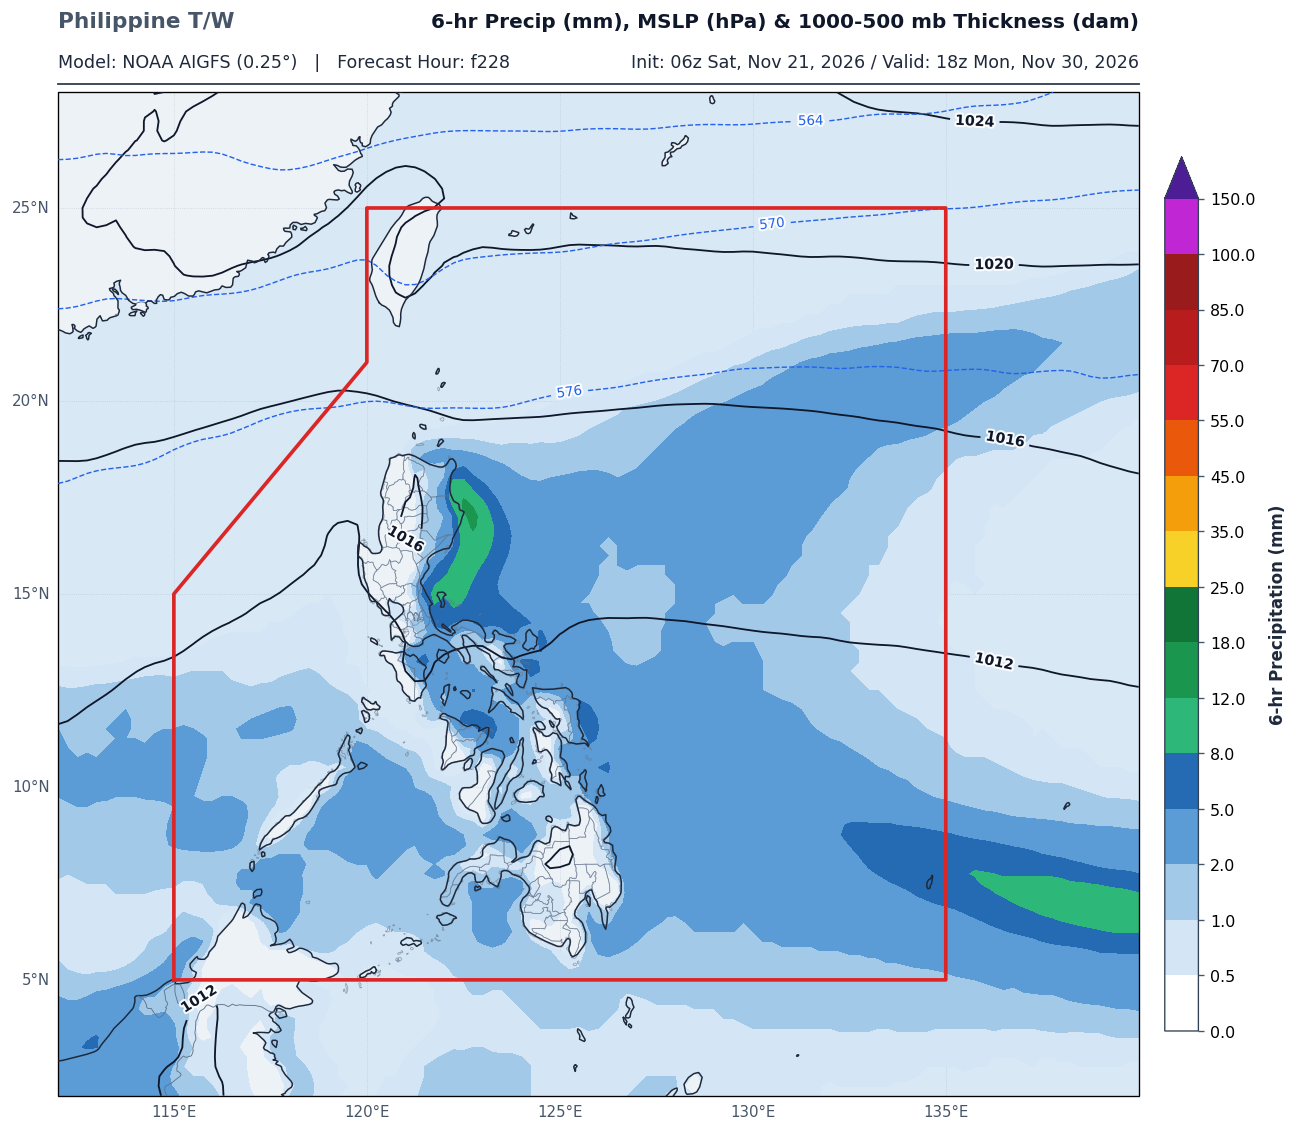 Philippine T/W
6-hr Precip (mm), MSLP (hPa) & 1000-500 mb Thickness (dam)
Model: NOAA AIGFS (0.25°) | Forecast Hour: f228
Init: 06z Sat, Nov 21, 2026 / Valid: 18z Mon, Nov 30, 2026
564
1024
570
1020
576
1016
1016
1012
1012
25°N
20°N
15°N
10°N
5°N
115°E
120°E
125°E
130°E
135°E
150.0
100.0
85.0
70.0
55.0
45.0
35.0
25.0
18.0
12.0
8.0
5.0
2.0
1.0
0.5
0.0
6-hr Precipitation (mm)